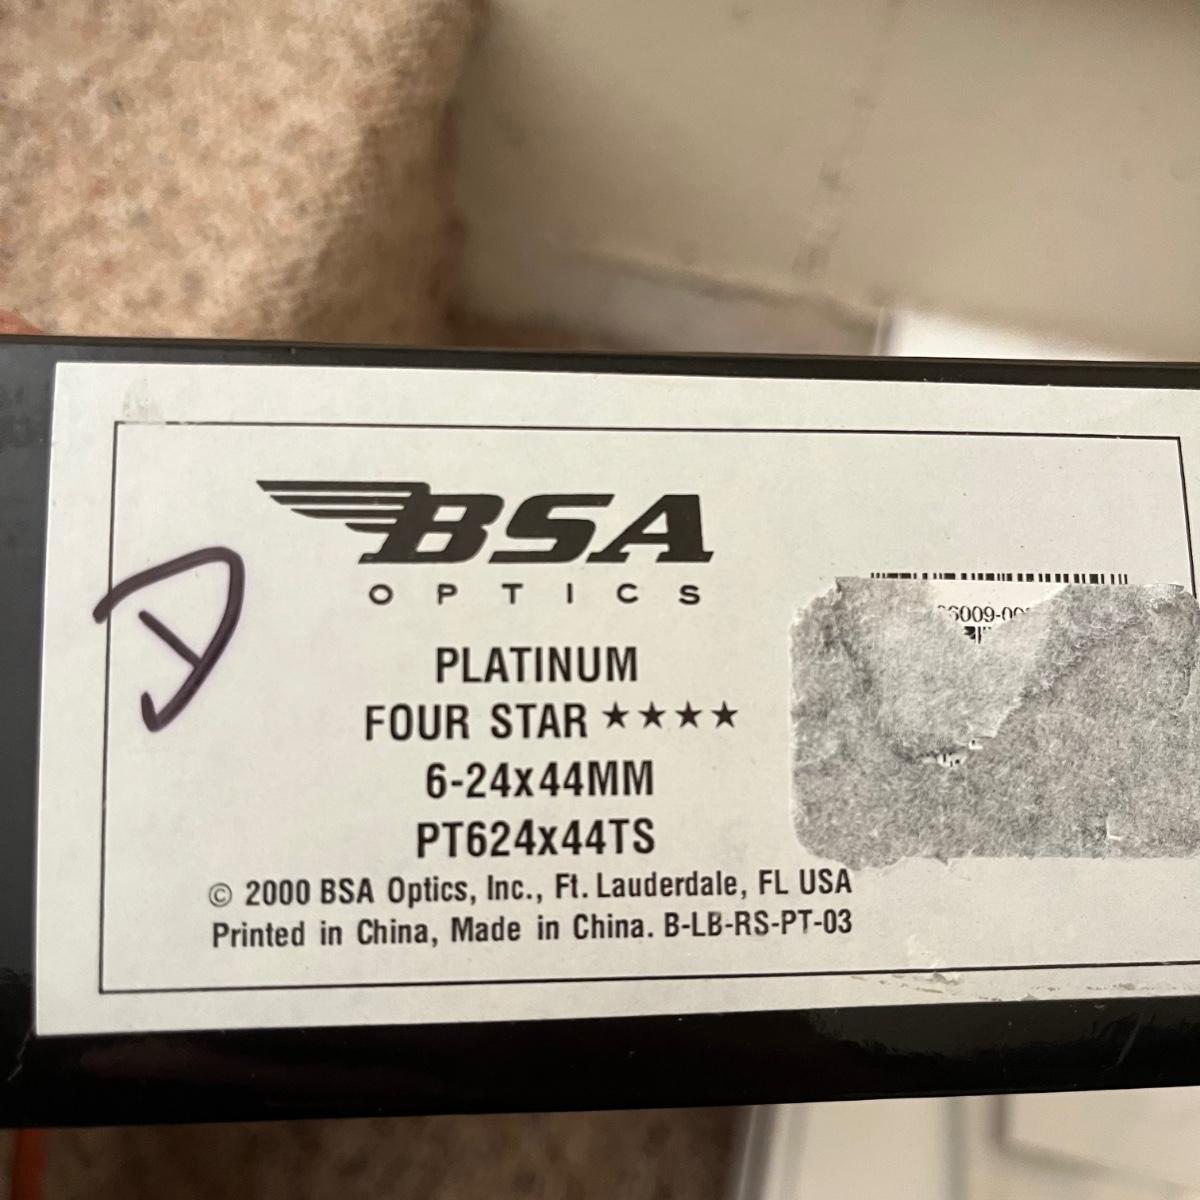 BSA
OPTICS
PLATINUM
FOUR STAR ★★★★
6-24x44MM
PT624x44TS
© 2000 BSA Optics, Inc., Ft. Lauderdale, FL USA
Printed in China, Made in China. B-LB-RS-PT-03
D